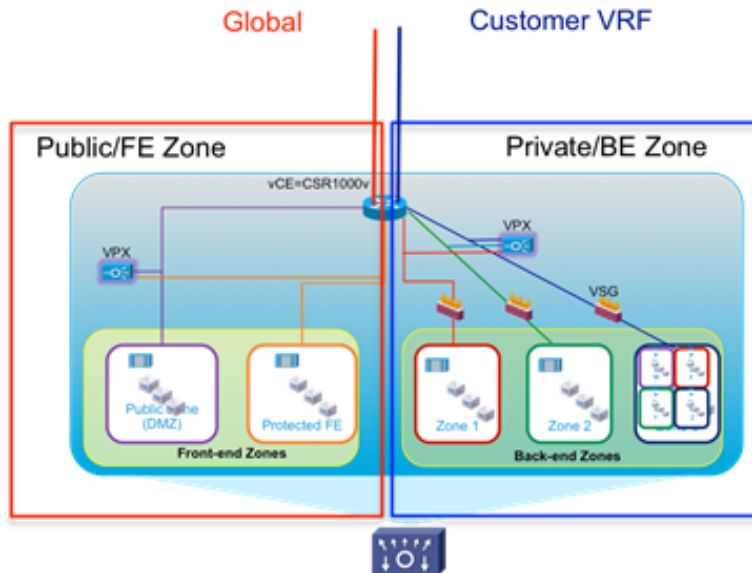 Global
Customer VRF
Public/FE Zone
Private/BE Zone
vCE=CSR1000v
VPX
VPX
VSG
Public
(DMZ)
Protected FE
Zone 1
Zone 2
Front-end Zones
Back-end Zones